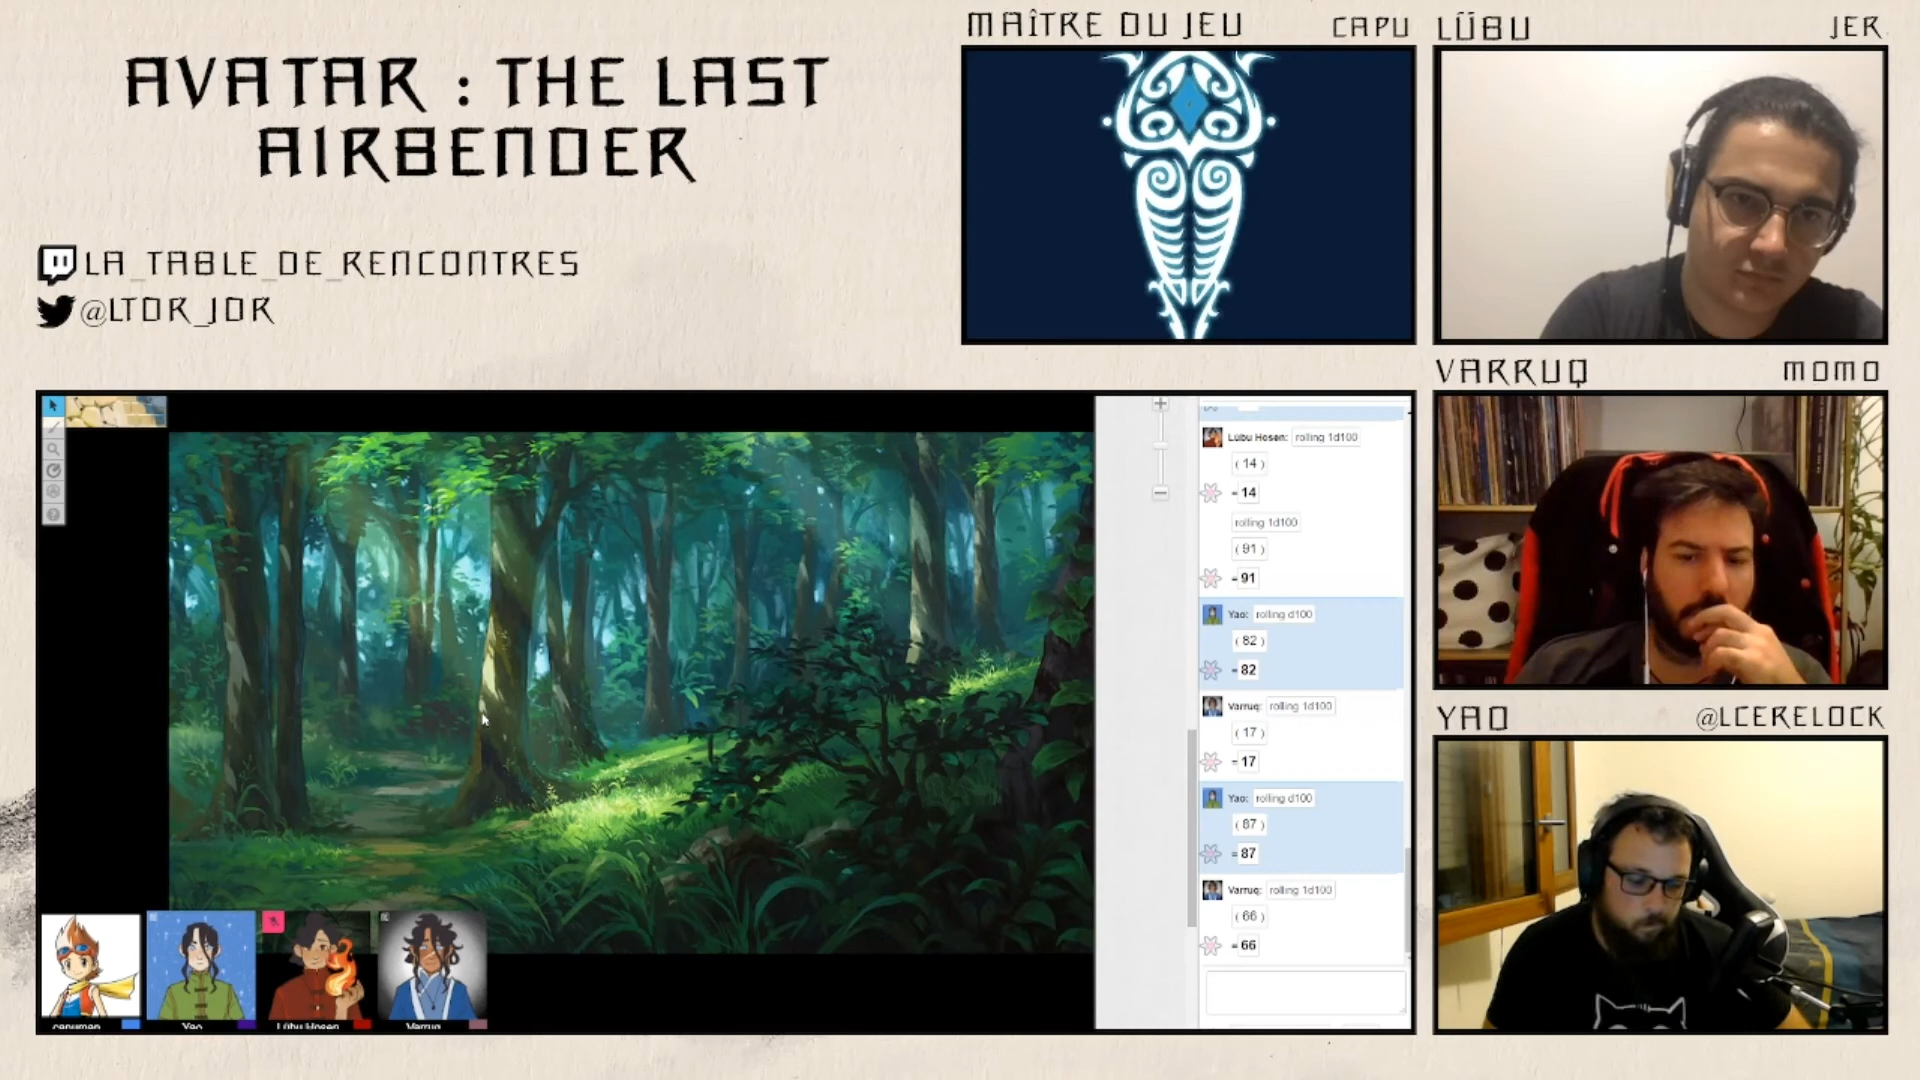 AVATAR : THE LAST
AIRBENDER
LA_TABLE_DE_RENCONTRES
@LTDR_JDR
MAÎTRE DU JEU CAPU
LÜBU JER
VARRUQ MOMO
YAO @LCERELOCK
Lübu Hosen: rolling 1d100
( 14 )
= 14
rolling 1d100
( 91 )
= 91
Yao: rolling d100
( 82 )
= 82
Varruq: rolling 1d100
( 17 )
= 17
Yao: rolling d100
( 87 )
= 87
Varruq: rolling 1d100
( 66 )
= 66
capuman
Yao
Lübu Hosen
Varruq